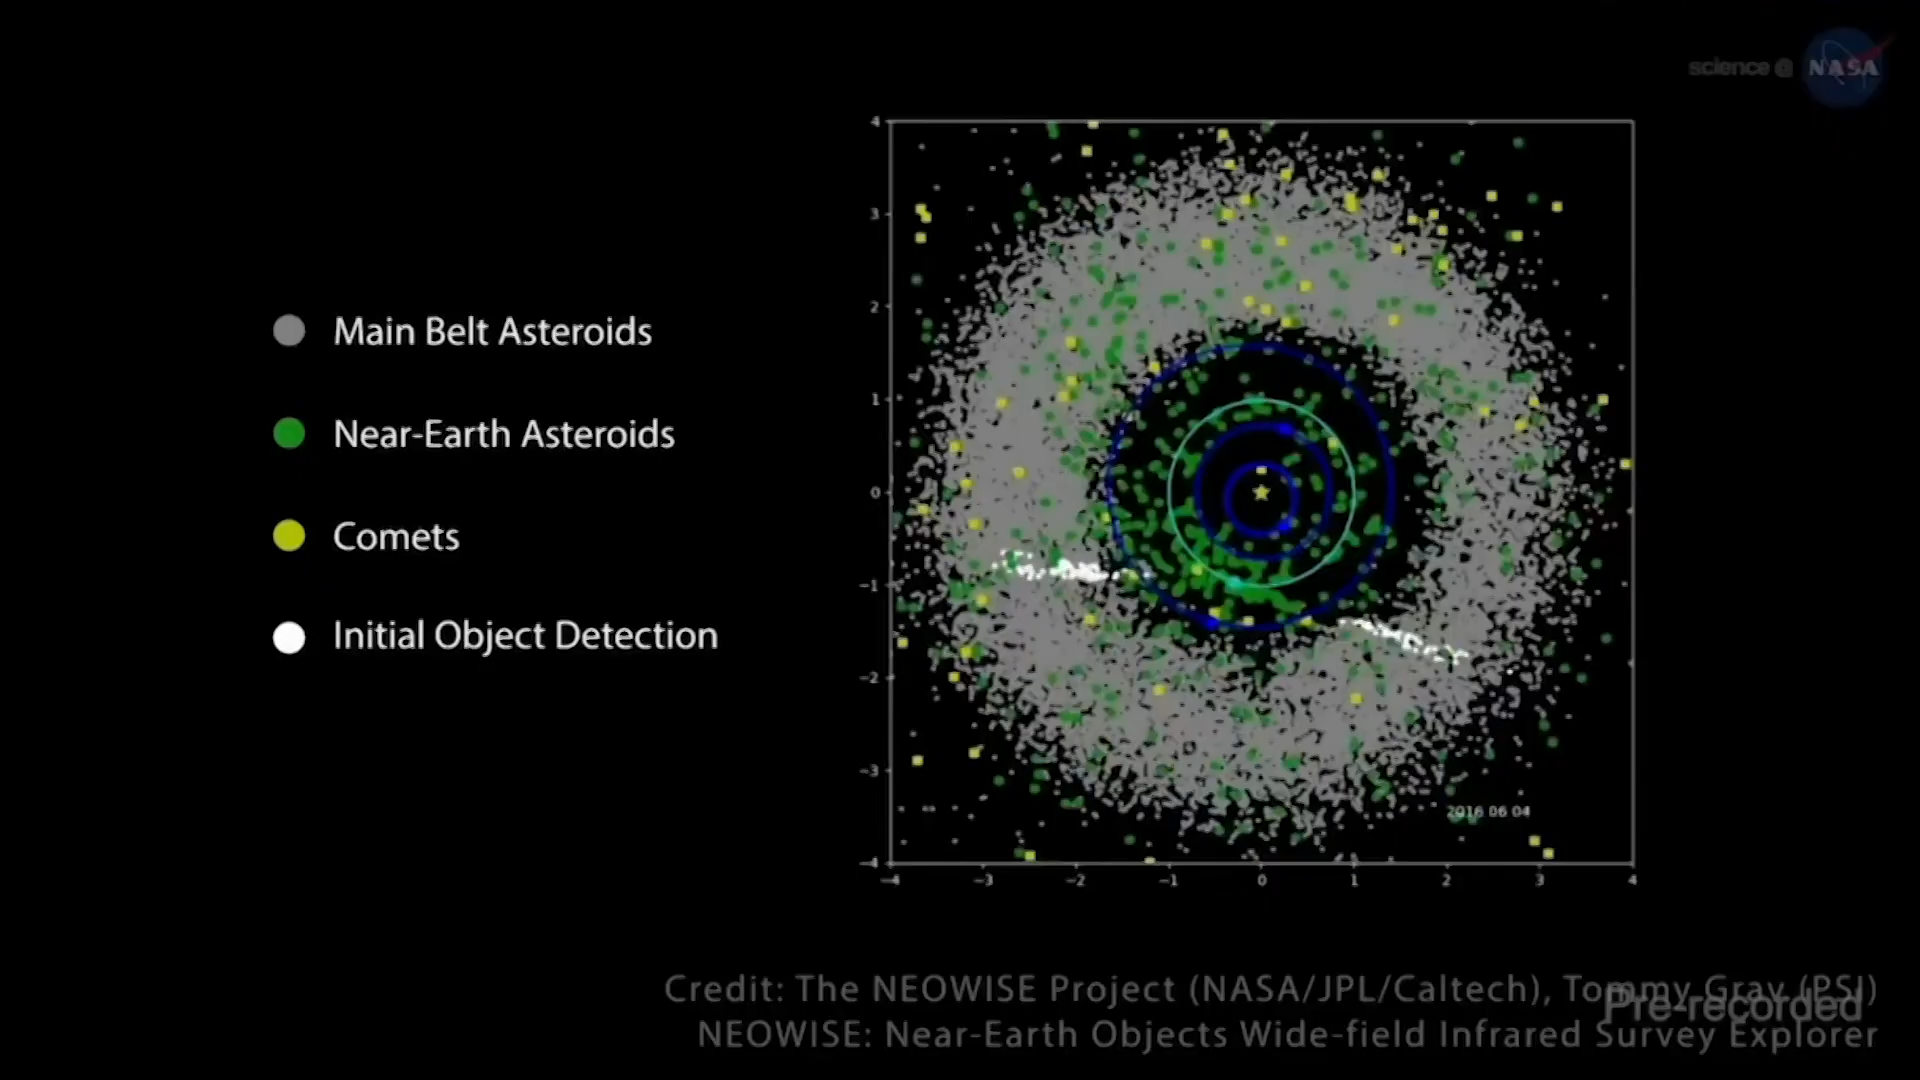 science @ NASA
Main Belt Asteroids
Near-Earth Asteroids
Comets
Initial Object Detection
4
3
2
1
0
−1
−2
−3
−4
−4 −3 −2 −1 0 1 2 3 4
2016 06 04
Credit: The NEOWISE Project (NASA/JPL/Caltech), Tommy Grav (PSI)
Pre-recorded
NEOWISE: Near-Earth Objects Wide-field Infrared Survey Explorer